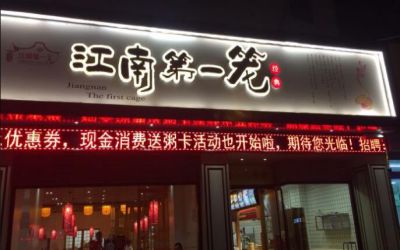 江南第一笼
经典
Jiangnan
The first cage
优惠券，现金消费送粥卡活动也开始啦，期待您光临！招聘